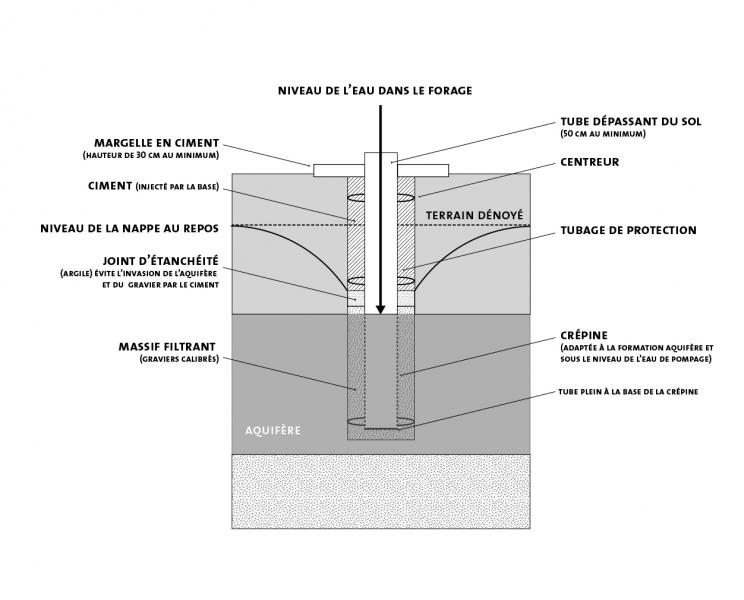 NIVEAU DE L'EAU DANS LE FORAGE
MARGELLE EN CIMENT
(HAUTEUR DE 30 CM AU MINIMUM)
CIMENT (INJECTÉ PAR LA BASE)
NIVEAU DE LA NAPPE AU REPOS
JOINT D'ÉTANCHÉITÉ
(ARGILE) ÉVITE L'INVASION DE L'AQUIFÈRE
ET DU GRAVIER PAR LE CIMENT
MASSIF FILTRANT
(GRAVIERS CALIBRÈS)
AQUIFÈRE
TERRAIN DÉNOYÉ
TUBE DÉPASSANT DU SOL
(50 CM AU MINIMUM)
CENTREUR
TUBAGE DE PROTECTION
CRÉPINE
(ADAPTÉE À LA FORMATION AQUIFÈRE ET
SOUS LE NIVEAU DE L'EAU DE POMPAGE)
TUBE PLEIN À LA BASE DE LA CRÉPINE